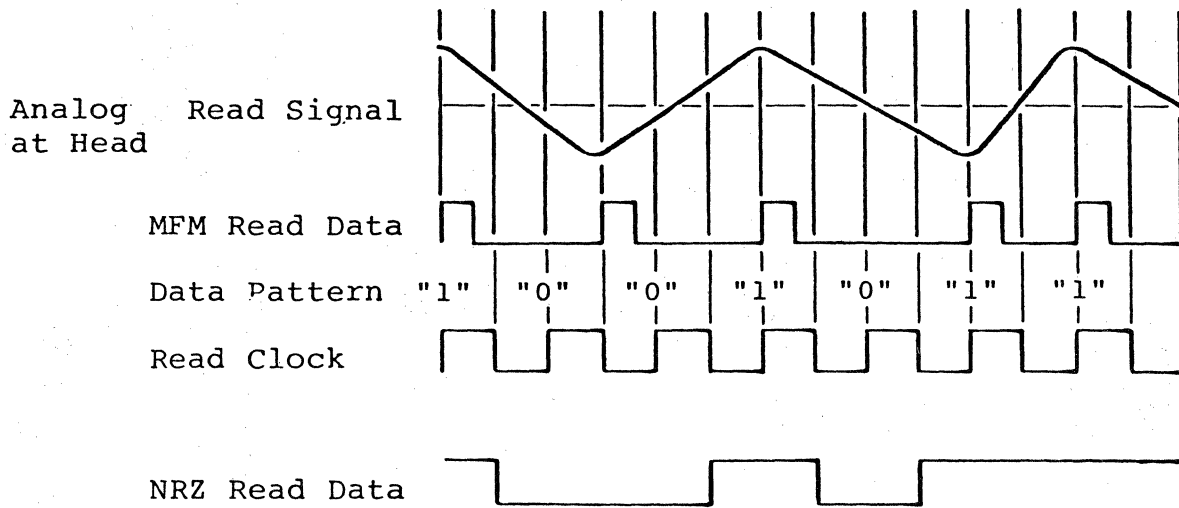 Analog Read Signal
at Head
MFM Read Data
Data Pattern "1" "0" "0" "1" "0" "1" "1"
Read Clock
NRZ Read Data